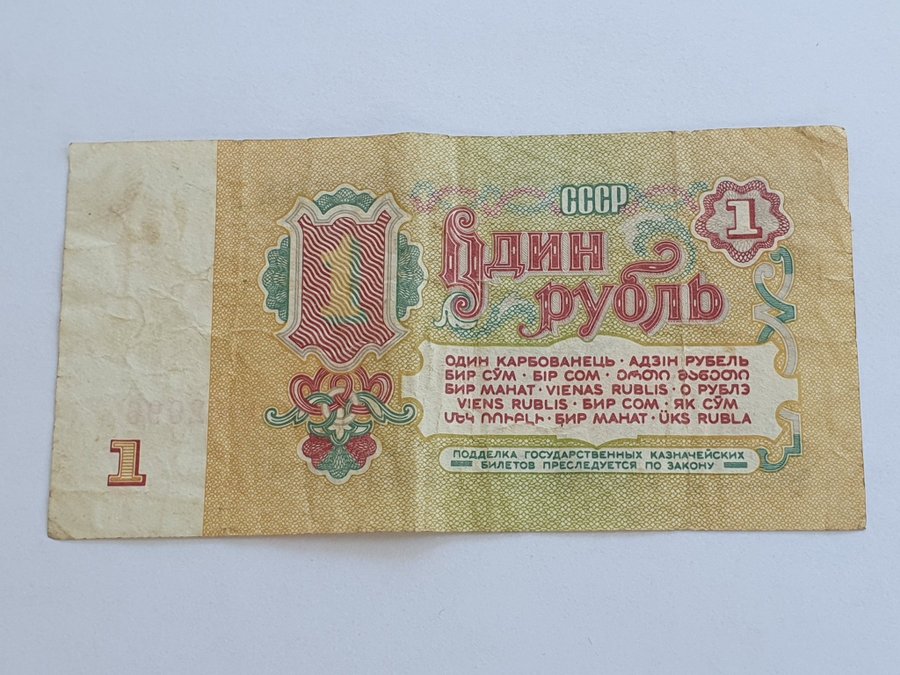 СССР
1
1
Один
рубль
ОДИН КАРБОВАНЕЦЬ · АДЗІН РУБЕЛЬ
БИР СЎМ · БІР СОМ · ᲔᲠᲗᲘ ᲛᲐᲜᲔᲗᲘ
БИР МАНАТ · VIENAS RUBLIS · О РУБЛЭ
VIENS RUBLIS · БИР СОМ · ЯК СЎМ
ՄԵԿ ՌՈՒԲԼԻ · БИР МАНАТ · ÜKS RUBLA
ПОДДЕЛКА ГОСУДАРСТВЕННЫХ КАЗНАЧЕЙСКИХ
БИЛЕТОВ ПРЕСЛЕДУЕТСЯ ПО ЗАКОНУ
1